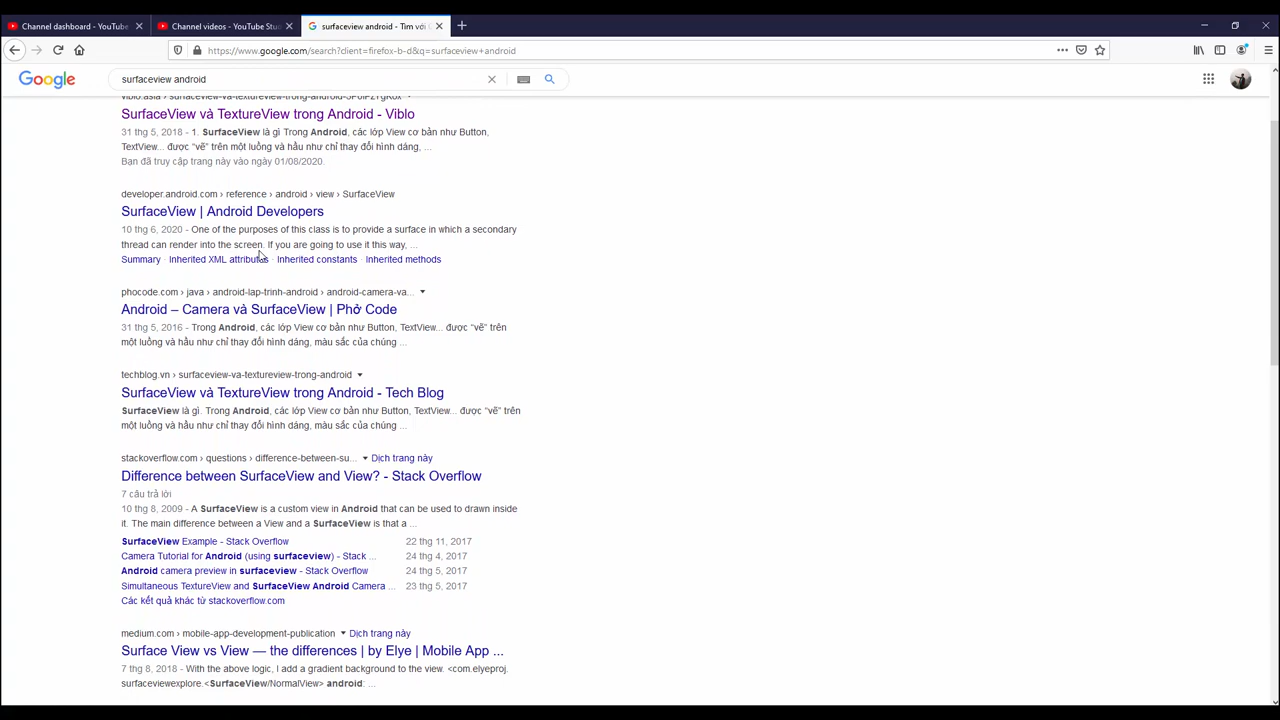 Channel dashboard - YouTube
Channel videos - YouTube Stu
surfaceview android - Tìm với
https://www.google.com/search?client=firefox-b-d&q=surfaceview+android
Google
surfaceview android
SurfaceView và TextureView trong Android - Viblo
31 thg 5, 2018 - 1. SurfaceView là gì Trong Android, các lớp View cơ bản như Button,
TextView... được “vẽ” trên một luồng và hầu như chỉ thay đổi hình dáng, ...
Bạn đã truy cập trang này vào ngày 01/08/2020.
developer.android.com › reference › android › view › SurfaceView
SurfaceView | Android Developers
10 thg 6, 2020 - One of the purposes of this class is to provide a surface in which a secondary
thread can render into the screen. If you are going to use it this way, ...
Summary · Inherited XML attributes · Inherited constants · Inherited methods
phocode.com › java › android-lap-trinh-android › android-camera-va...
Android – Camera và SurfaceView | Phở Code
31 thg 5, 2016 - Trong Android, các lớp View cơ bản như Button, TextView... được “vẽ” trên
một luồng và hầu như chỉ thay đổi hình dáng, màu sắc của chúng ...
techblog.vn › surfaceview-va-textureview-trong-android
SurfaceView và TextureView trong Android - Tech Blog
SurfaceView là gì. Trong Android, các lớp View cơ bản như Button, TextView... được “vẽ” trên
một luồng và hầu như chỉ thay đổi hình dáng, màu sắc của chúng ...
stackoverflow.com › questions › difference-between-su... Dịch trang này
Difference between SurfaceView and View? - Stack Overflow
7 câu trả lời
10 thg 8, 2009 - A SurfaceView is a custom view in Android that can be used to drawn inside
it. The main difference between a View and a SurfaceView is that a ...
SurfaceView Example - Stack Overflow 22 thg 11, 2017
Camera Tutorial for Android (using surfaceview) - Stack ... 24 thg 4, 2017
Android camera preview in surfaceview - Stack Overflow 24 thg 5, 2017
Simultaneous TextureView and SurfaceView Android Camera ... 23 thg 5, 2017
Các kết quả khác từ stackoverflow.com
medium.com › mobile-app-development-publication Dịch trang này
Surface View vs View — the differences | by Elye | Mobile App ...
7 thg 8, 2018 - With the above logic, I add a gradient background to the view. <com.elyeproj.
surfaceviewexplore.<SurfaceView/NormalView> android: ...